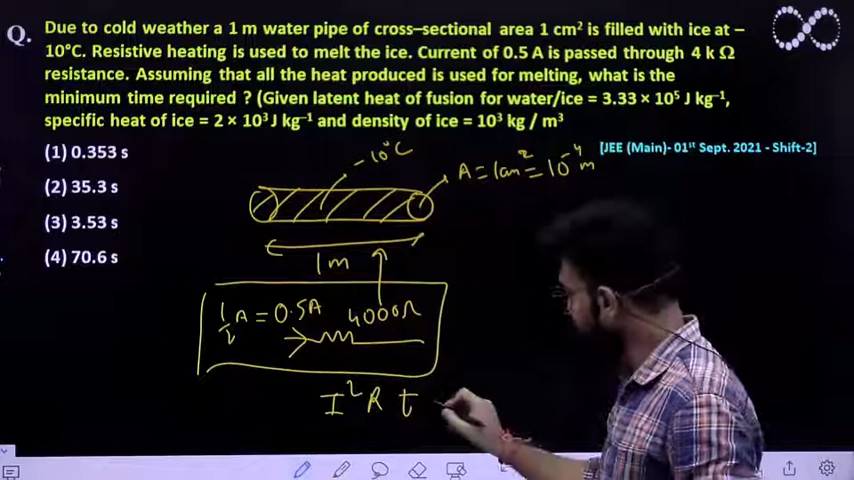 Q. Due to cold weather a 1 m water pipe of cross–sectional area 1 cm² is filled with ice at –
10°C. Resistive heating is used to melt the ice. Current of 0.5 A is passed through 4 k Ω
resistance. Assuming that all the heat produced is used for melting, what is the
minimum time required ? (Given latent heat of fusion for water/ice = 3.33 × 10⁵ J kg⁻¹,
specific heat of ice = 2 × 10³ J kg⁻¹ and density of ice = 10³ kg / m³
[JEE (Main)- 01st Sept. 2021 - Shift-2]
(1) 0.353 s
(2) 35.3 s
(3) 3.53 s
(4) 70.6 s
-10°C
A = 1cm² = 10⁻⁴ m
1 m
1/2 A = 0.5A 4000Ω
I² R t